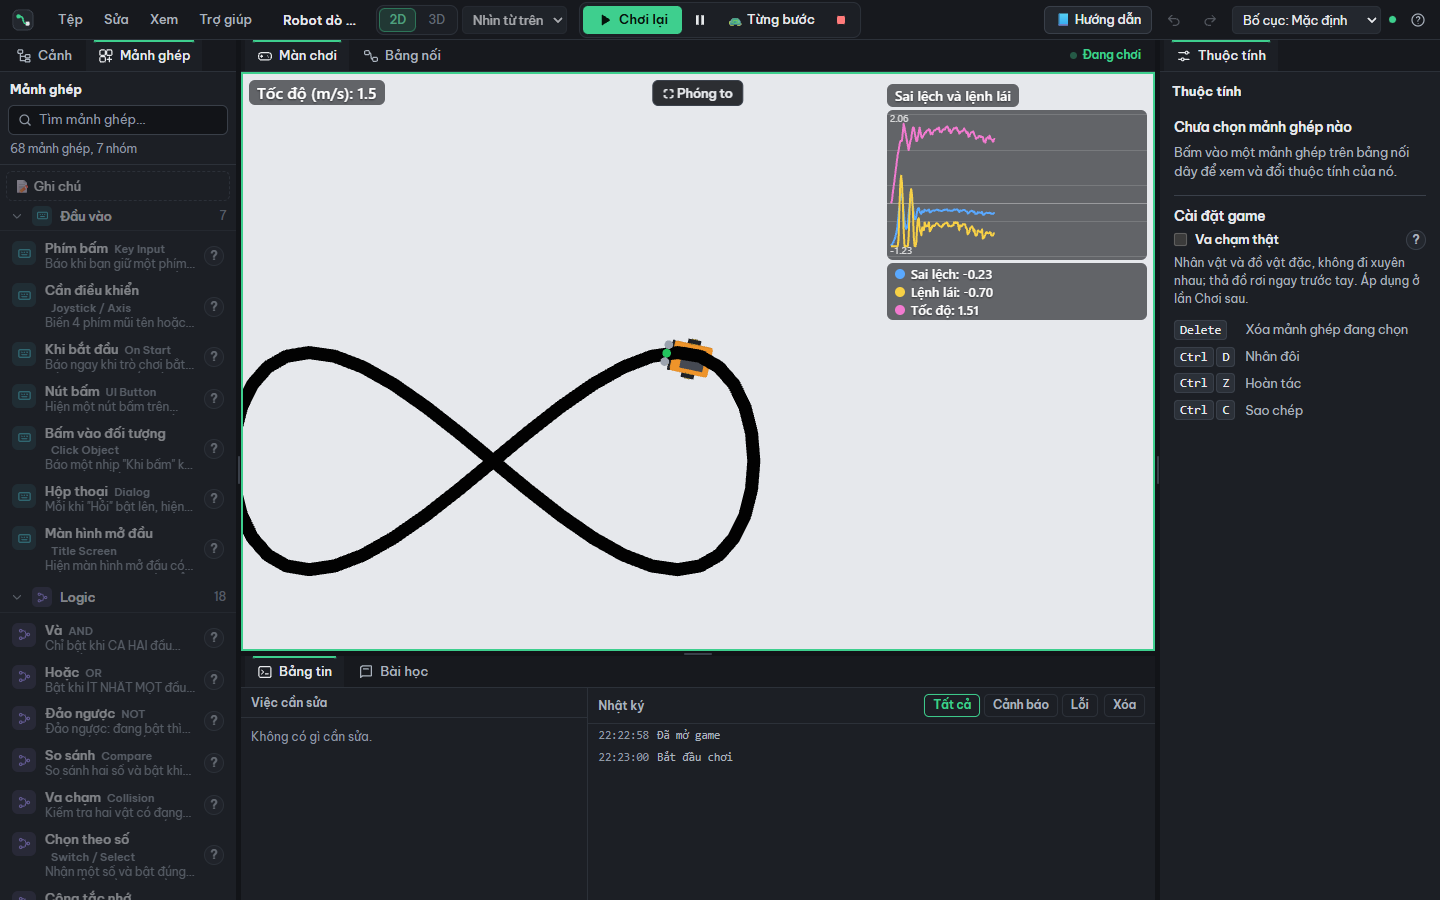 Tệp Sửa Xem Trợ giúp Robot dò ... 2D 3D Nhìn từ trên Chơi lại Từng bước Hướng dẫn Bố cục: Mặc định
Cảnh Mảnh ghép
Màn chơi Bảng nối Đang chơi
Thuộc tính
Mảnh ghép
Tìm mảnh ghép...
68 mảnh ghép, 7 nhóm
Ghi chú
Đầu vào 7
Phím bấm Key Input
Báo khi bạn giữ một phím...
Cần điều khiển
Joystick / Axis
Biến 4 phím mũi tên hoặc...
Khi bắt đầu On Start
Báo ngay khi trò chơi bắt...
Nút bấm UI Button
Hiện một nút bấm trên...
Bấm vào đối tượng
Click Object
Báo một nhịp "Khi bấm" k...
Hộp thoại Dialog
Mỗi khi "Hỏi" bật lên, hiện...
Màn hình mở đầu
Title Screen
Hiện màn hình mở đầu có...
Logic 18
Và AND
Chỉ bật khi CẢ HAI đầu...
Hoặc OR
Bật khi ÍT NHẤT MỘT đầu...
Đảo ngược NOT
Đảo ngược: đang bật thì...
So sánh Compare
So sánh hai số và bật khi...
Va chạm Collision
Kiểm tra hai vật có đang...
Chọn theo số
Switch / Select
Nhận một số và bật đúng...
Công tắc nhớ
Tốc độ (m/s): 1.5
Phóng to
Sai lệch và lệnh lái
2.06
-1.23
Sai lệch: -0.23
Lệnh lái: -0.70
Tốc độ: 1.51
Bảng tin Bài học
Việc cần sửa
Không có gì cần sửa.
Nhật ký Tất cả Cảnh báo Lỗi Xóa
22:22:58 Đã mở game
22:23:00 Bắt đầu chơi
Thuộc tính
Chưa chọn mảnh ghép nào
Bấm vào một mảnh ghép trên bảng nối
dây để xem và đổi thuộc tính của nó.
Cài đặt game
Va chạm thật ?
Nhân vật và đồ vật đặc, không đi xuyên
nhau; thả đồ rơi ngay trước tay. Áp dụng ở
lần Chơi sau.
Delete Xóa mảnh ghép đang chọn
Ctrl D Nhân đôi
Ctrl Z Hoàn tác
Ctrl C Sao chép